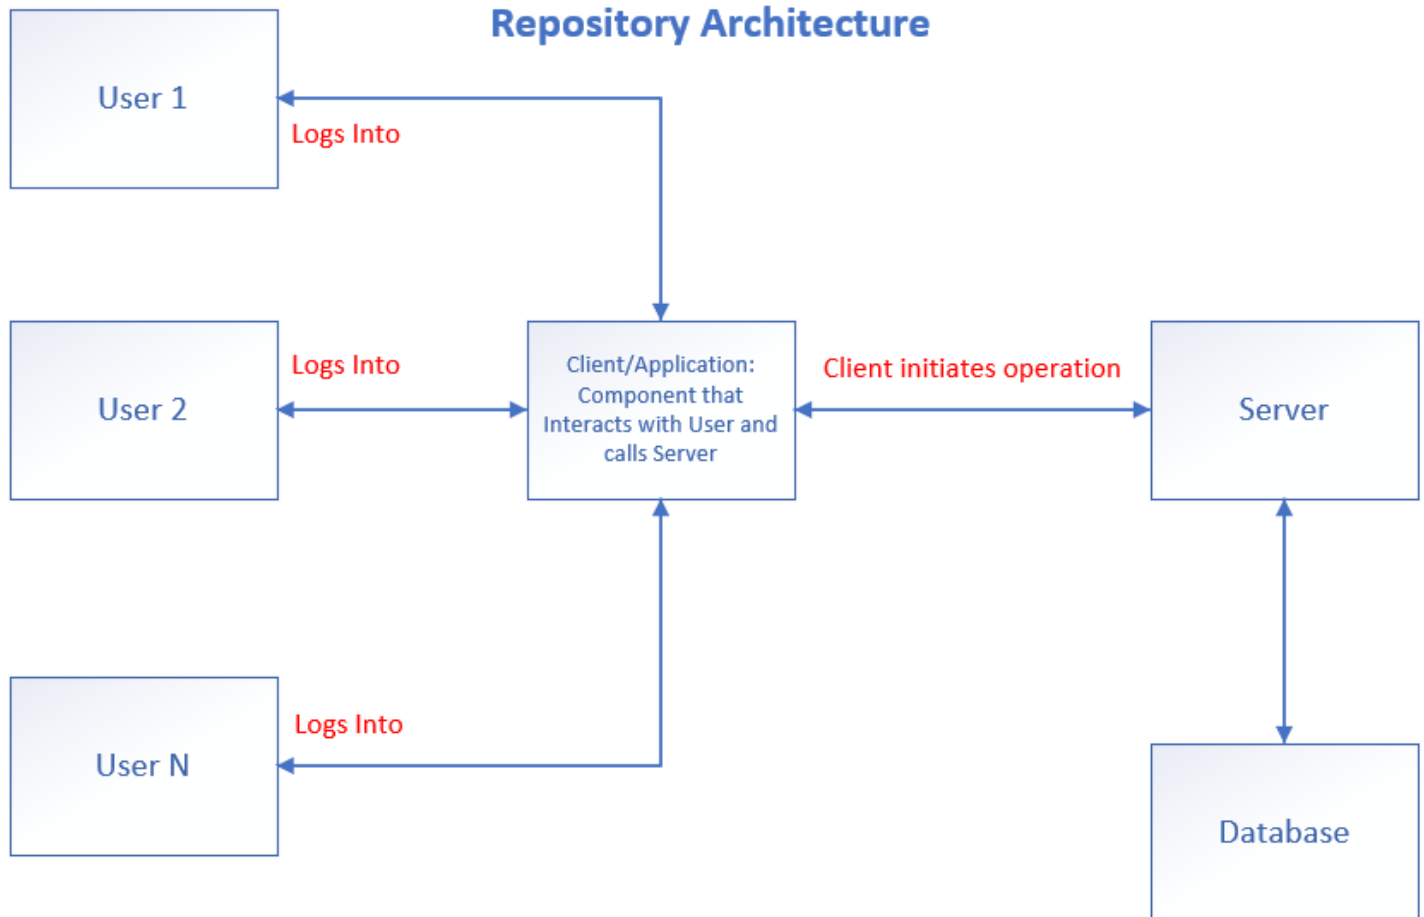 Repository Architecture
User 1
Logs Into
User 2
Logs Into
Client/Application:
Component that
Interacts with User and
calls Server
Client initiates operation
Server
Logs Into
User N
Database